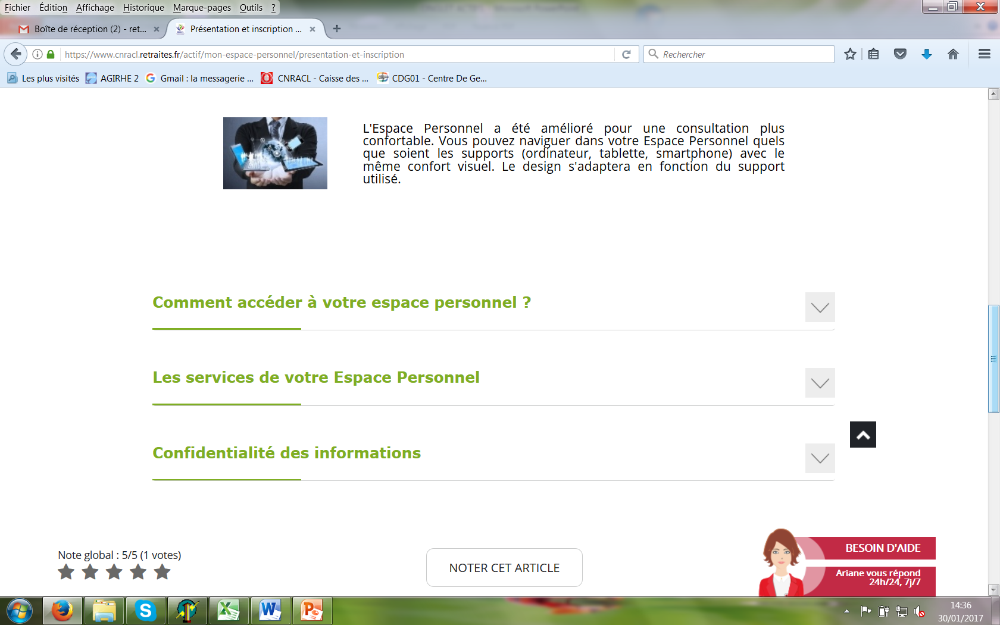 Fichier Édition Affichage Historique Marque-pages Outils ?
Boîte de réception (2) - ret... × Présentation et inscription ... × +
https://www.cnracl.retraites.fr/actif/mon-espace-personnel/presentation-et-inscription
Rechercher
Les plus visités AGIRHE 2 Gmail : la messagerie ... CNRACL - Caisse des ... CDG01 - Centre De Ge...
L'Espace Personnel a été amélioré pour une consultation plus
confortable. Vous pouvez naviguer dans votre Espace Personnel quels
que soient les supports (ordinateur, tablette, smartphone) avec le
même confort visuel. Le design s'adaptera en fonction du support
utilisé.
Comment accéder à votre espace personnel ?
Les services de votre Espace Personnel
Confidentialité des informations
Note global : 5/5 (1 votes)
NOTER CET ARTICLE
BESOIN D'AIDE
Ariane vous répond
24h/24, 7j/7
14:36
30/01/2017